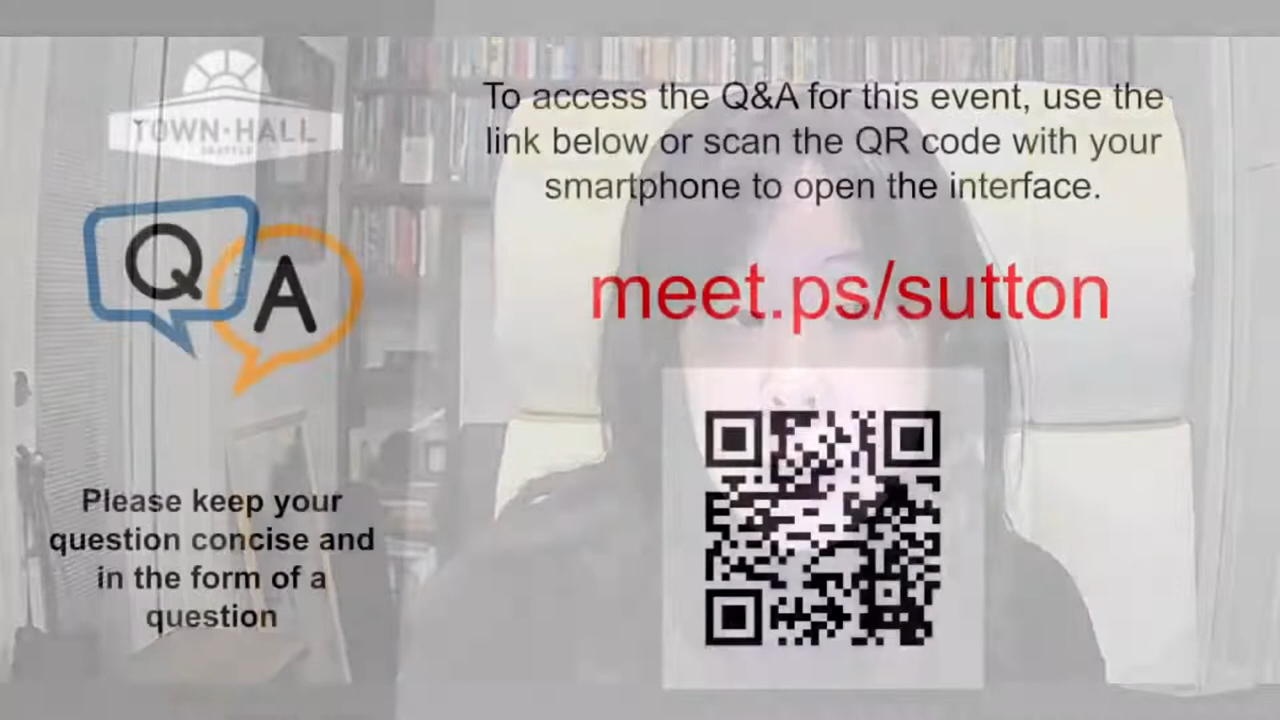 TOWN·HALL
SEATTLE
To access the Q&A for this event, use the
link below or scan the QR code with your
smartphone to open the interface.
meet.ps/sutton
Q A
Please keep your
question concise and
in the form of a
question